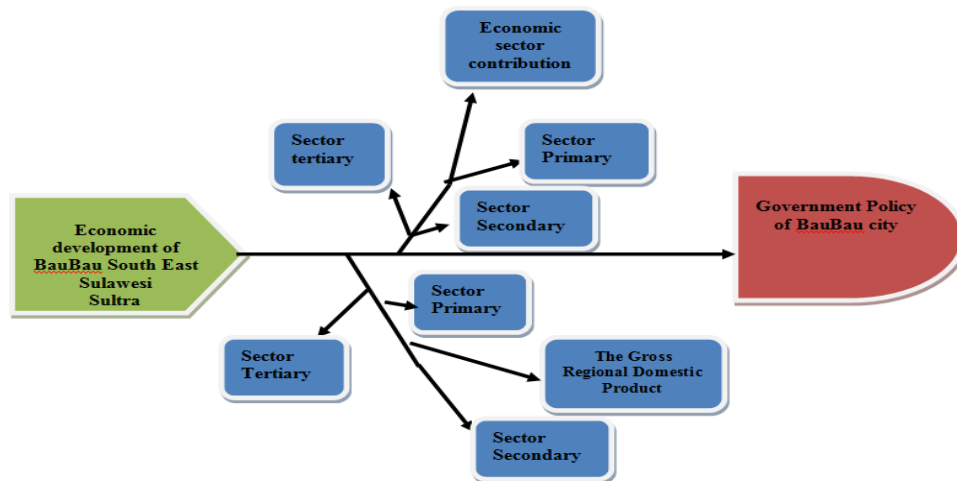 Economic
sector
contribution
Sector
tertiary
Sector
Primary
Sector
Secondary
Economic
development of
BauBau South East
Sulawesi
Sultra
Government Policy
of BauBau city
Sector
Primary
Sector
Tertiary
The Gross
Regional Domestic
Product
Sector
Secondary